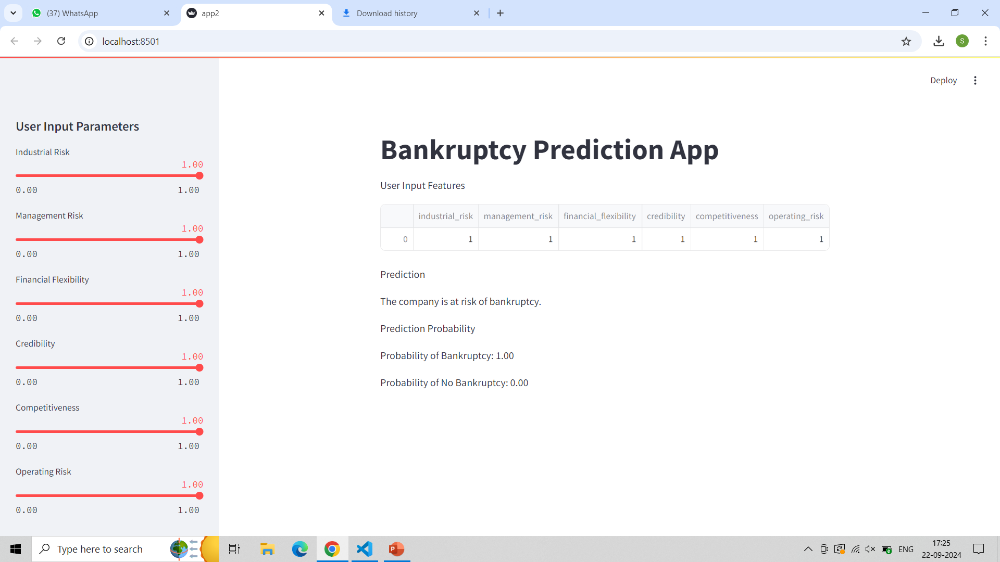 (37) WhatsApp
app2
Download history
localhost:8501
S
Deploy
User Input Parameters
Industrial Risk
1.00
0.00 1.00
Management Risk
1.00
0.00 1.00
Financial Flexibility
1.00
0.00 1.00
Credibility
1.00
0.00 1.00
Competitiveness
1.00
0.00 1.00
Operating Risk
1.00
0.00 1.00
Bankruptcy Prediction App
User Input Features
industrial_risk management_risk financial_flexibility credibility competitiveness operating_risk
0 1 1 1 1 1 1
Prediction
The company is at risk of bankruptcy.
Prediction Probability
Probability of Bankruptcy: 1.00
Probability of No Bankruptcy: 0.00
Type here to search
P
ENG
17:25
22-09-2024